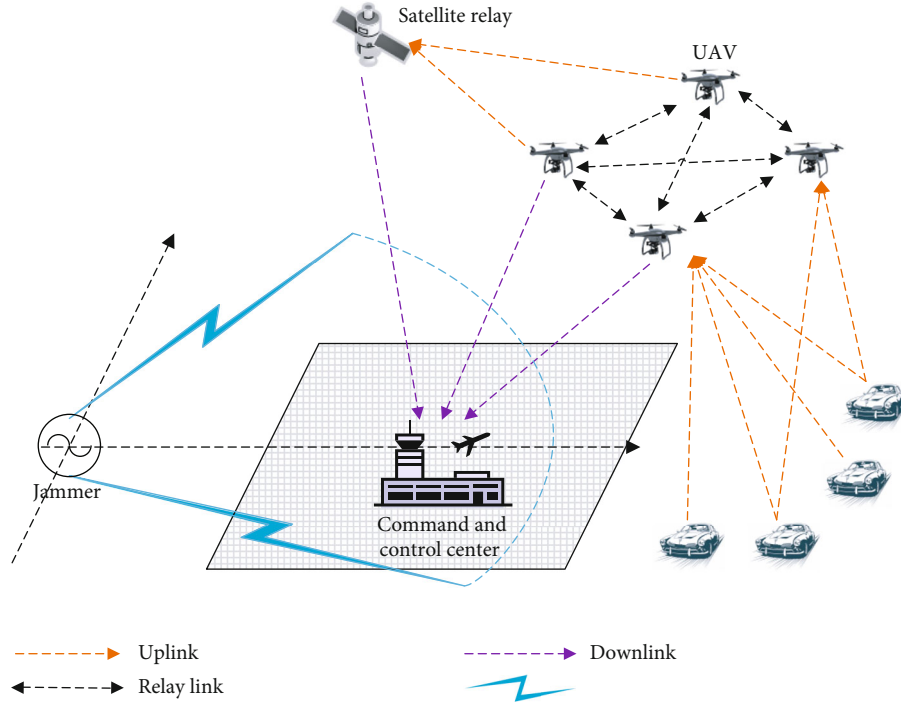 Satellite relay
UAV
Jammer
Command and
control center
Uplink
Downlink
Relay link